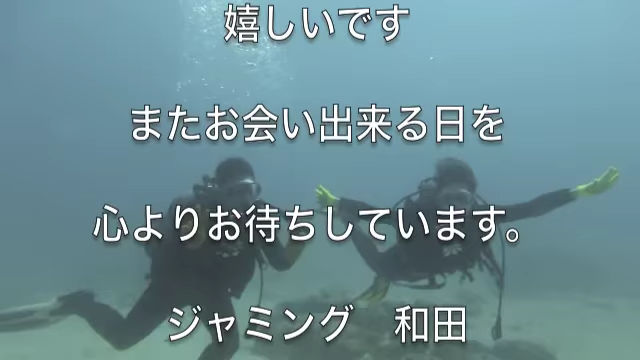 嬉しいです
またお会い出来る日を
心よりお待ちしています。
ジャミング　和田